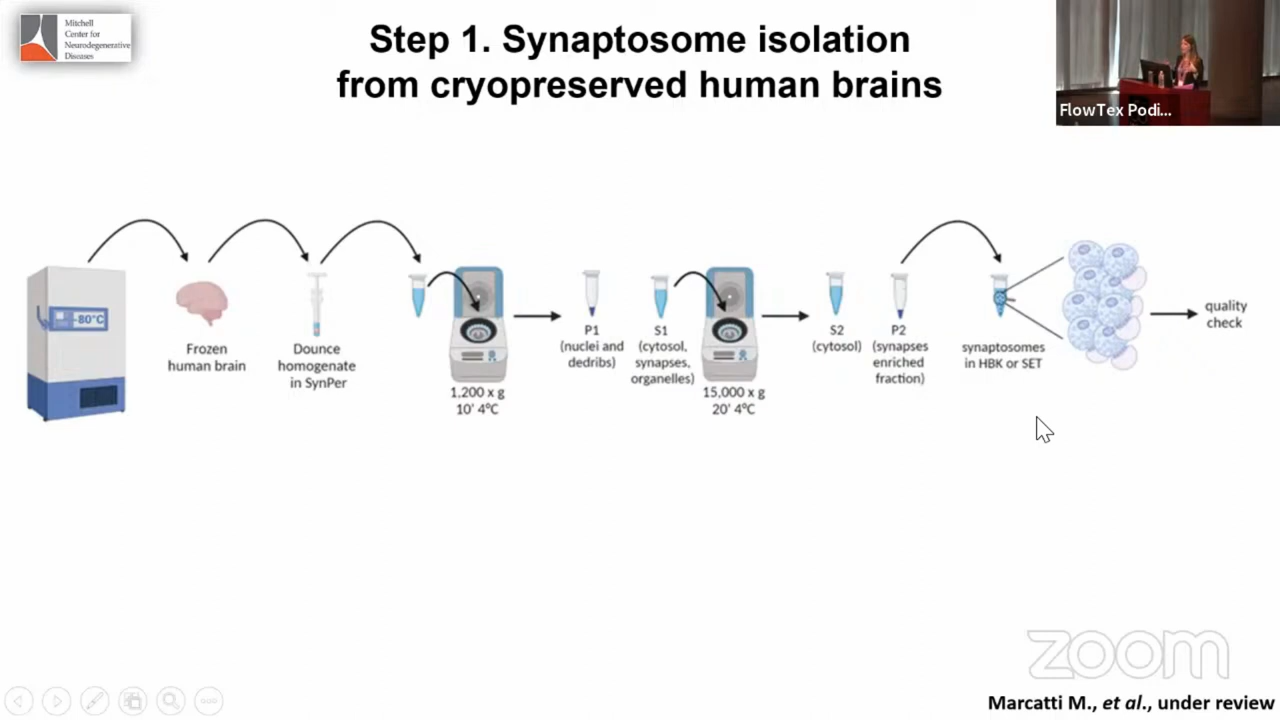 Mitchell
Center for
Neurodegenerative
Diseases
Step 1. Synaptosome isolation
from cryopreserved human brains
FlowTex Podi...
-80°C
Frozen
human brain
Dounce
homogenate
in SynPer
1,200 x g
10' 4°C
P1
(nuclei and
dedribs)
S1
(cytosol,
synapses,
organelles)
15,000 x g
20' 4°C
S2
(cytosol)
P2
(synapses
enriched
fraction)
synaptosomes
in HBK or SET
quality
check
zoom
Marcatti M., et al., under review